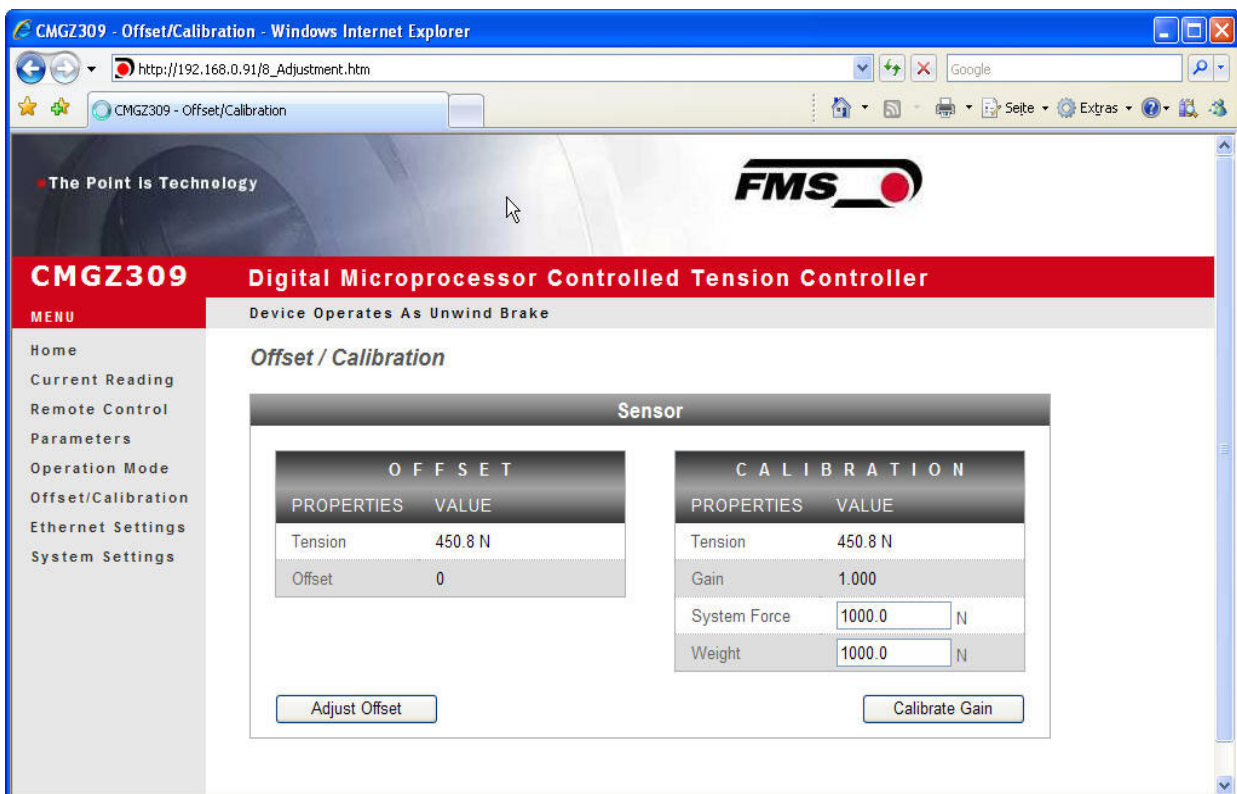 CMGZ309 - Offset/Calibration - Windows Internet Explorer
http://192.168.0.91/8_Adjustment.htm
Google
CMGZ309 - Offset/Calibration
Seite
Extras
The Point is Technology
FMS
CMGZ309
Digital Microprocessor Controlled Tension Controller
MENU
Device Operates As Unwind Brake
Home
Current Reading
Remote Control
Parameters
Operation Mode
Offset/Calibration
Ethernet Settings
System Settings
Offset / Calibration
Sensor
OFFSET
PROPERTIES VALUE
Tension 450.8 N
Offset 0
Adjust Offset
CALIBRATION
PROPERTIES VALUE
Tension 450.8 N
Gain 1.000
System Force 1000.0 N
Weight 1000.0 N
Calibrate Gain